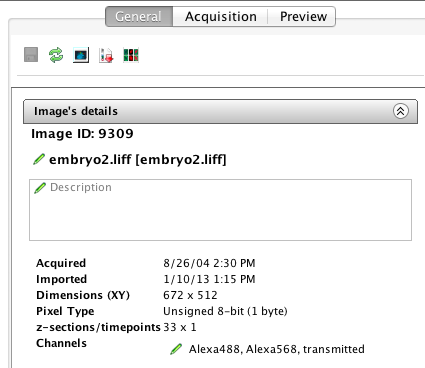 General Acquisition Preview
Image's details
Image ID: 9309
embryo2.liff [embryo2.liff]
Description
Acquired 8/26/04 2:30 PM
Imported 1/10/13 1:15 PM
Dimensions (XY) 672 x 512
Pixel Type Unsigned 8-bit (1 byte)
z-sections/timepoints 33 x 1
Channels Alexa488, Alexa568, transmitted